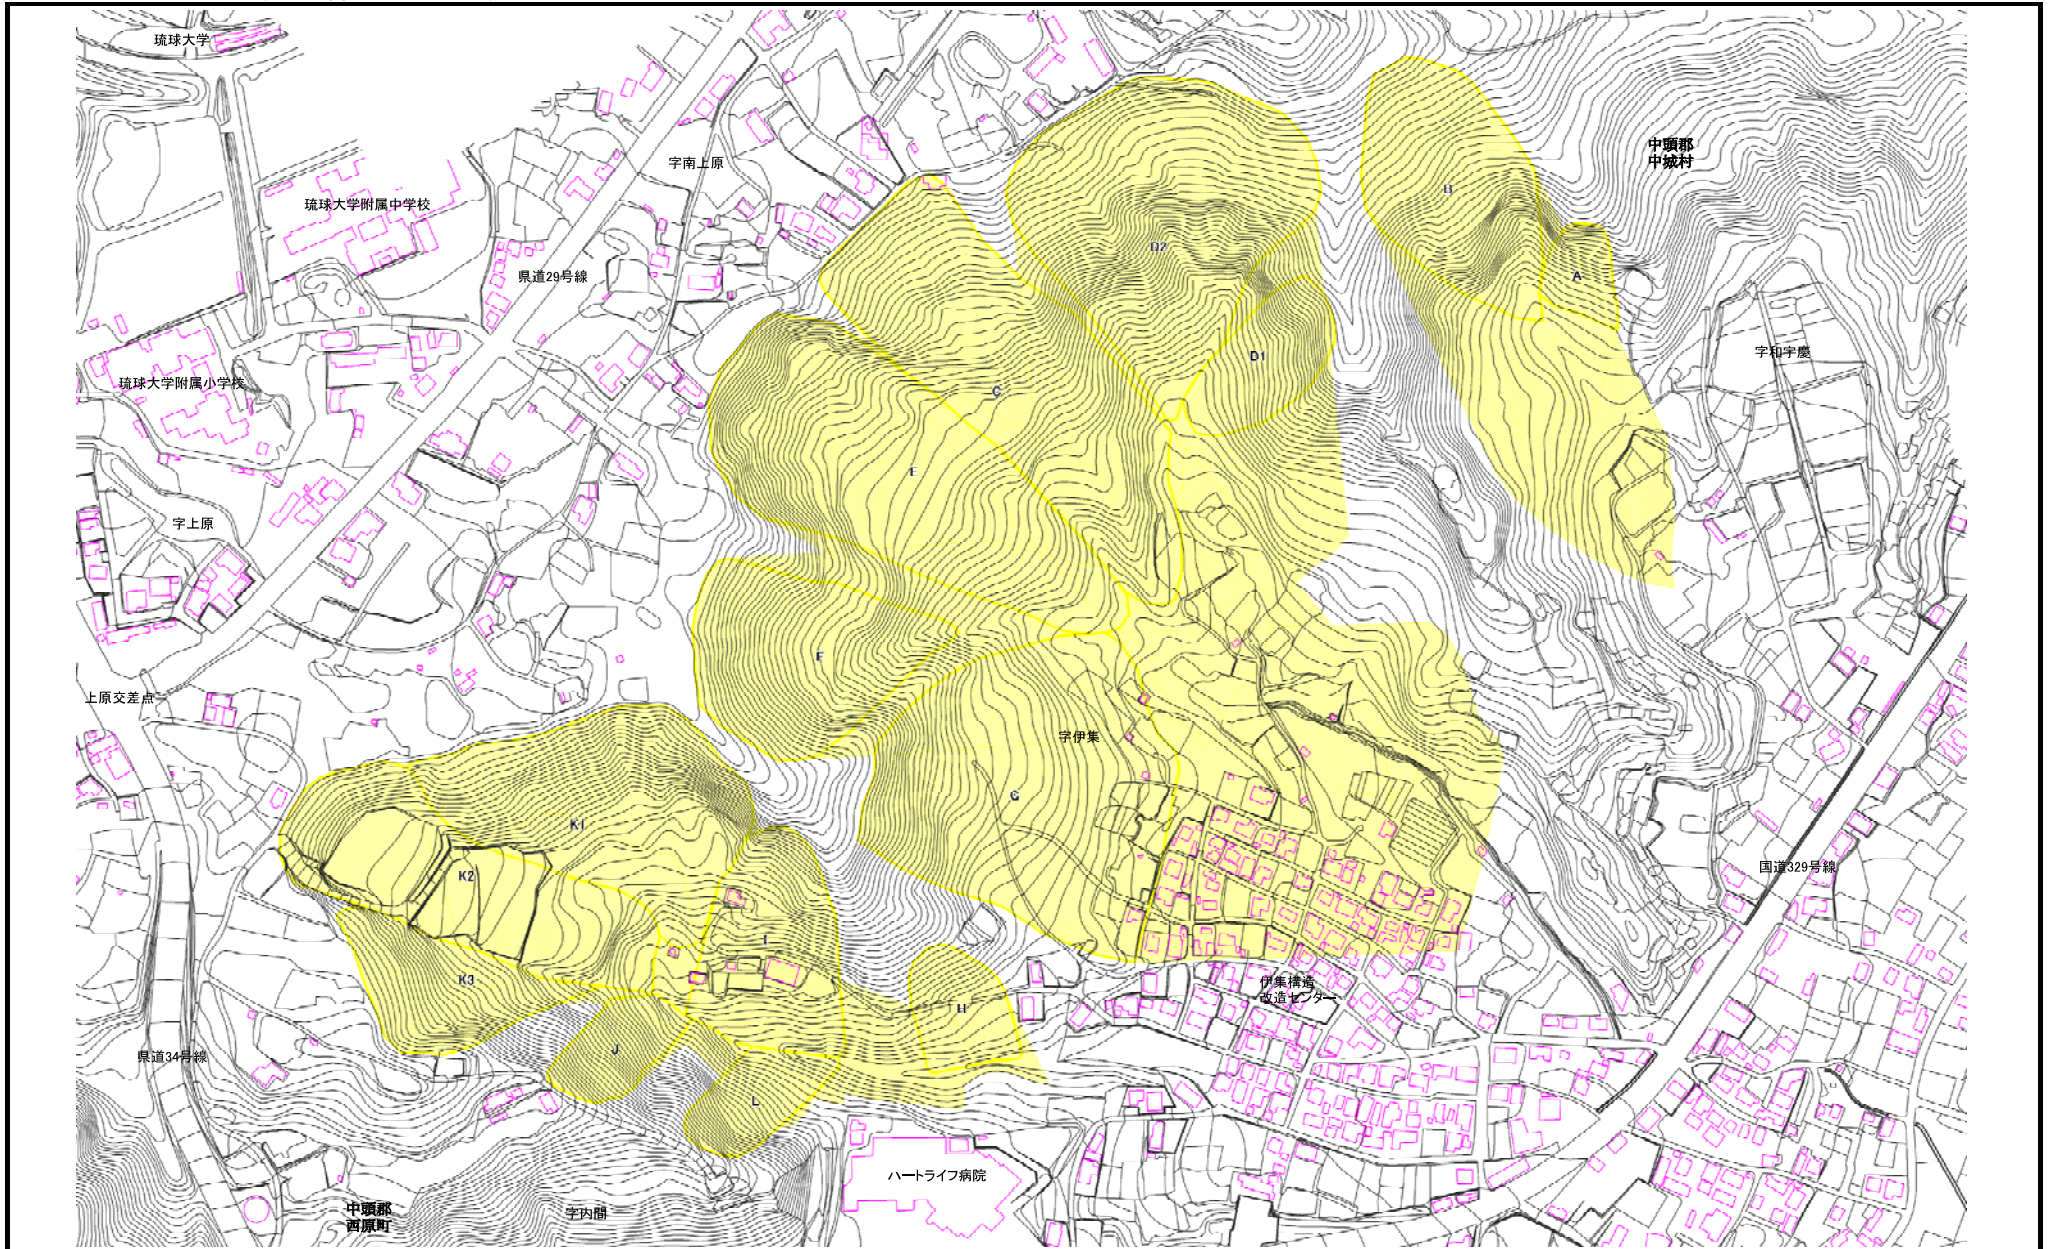 琉球大学
中頭郡
中城村
字南上原
B
琉球大学附属中学校
D2
県道29号線
A
字和宇慶
D1
琉球大学附属小学校
C
E
字上原
F
上原交差点
字伊集
G
K1
国道329号線
K2
I
K3
伊集構造
改造センター
H
J
県道34号線
L
ハートライフ病院
中頭郡
西原町
字内間